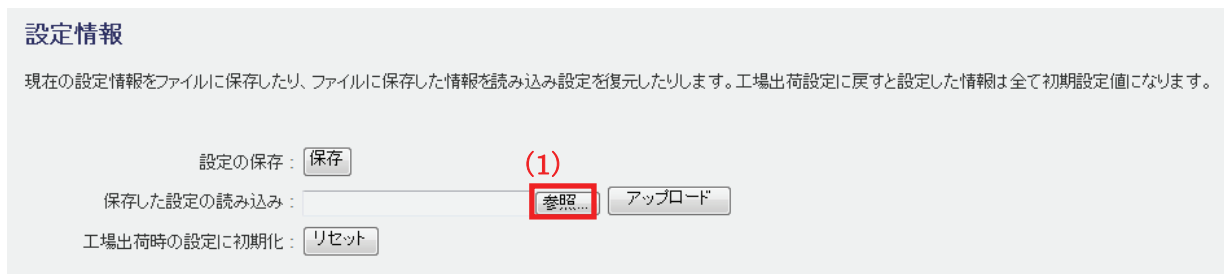 設定情報
現在の設定情報をファイルに保存したり、ファイルに保存した情報を読み込み設定を復元したりします。工場出荷設定に戻すと設定した情報は全て初期設定値になります。
設定の保存 : 保存
(1)
保存した設定の読み込み : 参照... アップロード
工場出荷時の設定に初期化 : リセット